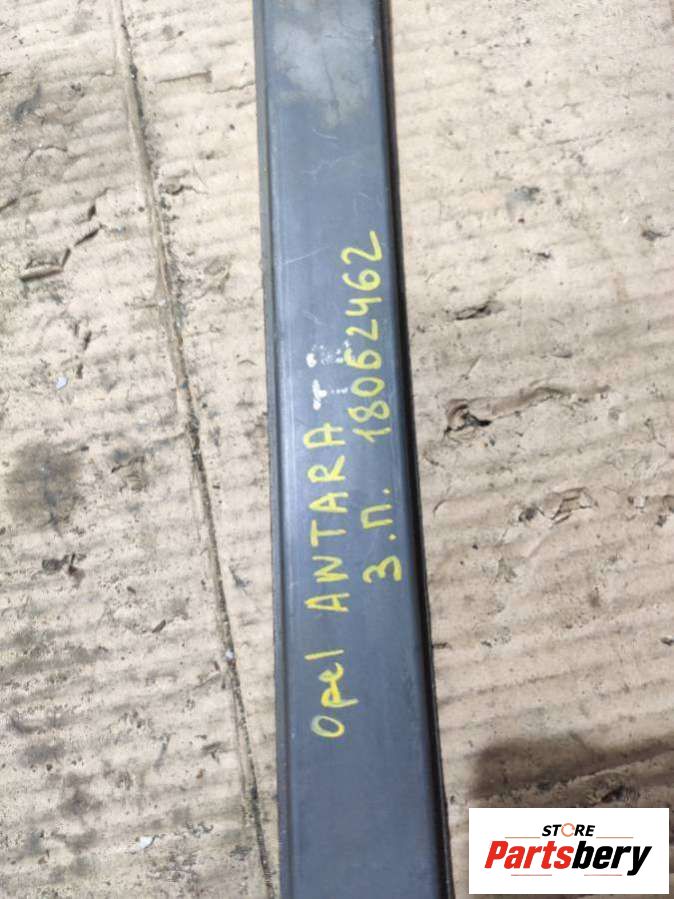 Opel ANTARA
З.П. 18062462
STORE
Partsbery